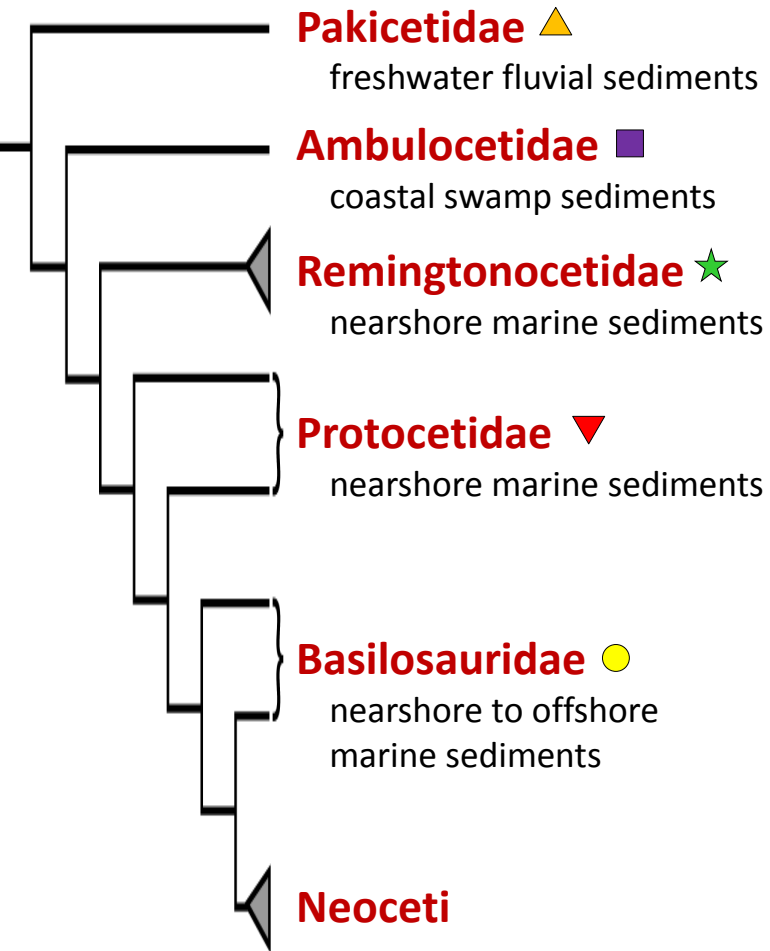 Pakicetidae
freshwater fluvial sediments
Ambulocetidae
coastal swamp sediments
Remingtonocetidae
nearshore marine sediments
Protocetidae
nearshore marine sediments
Basilosauridae
nearshore to offshore
marine sediments
Neoceti